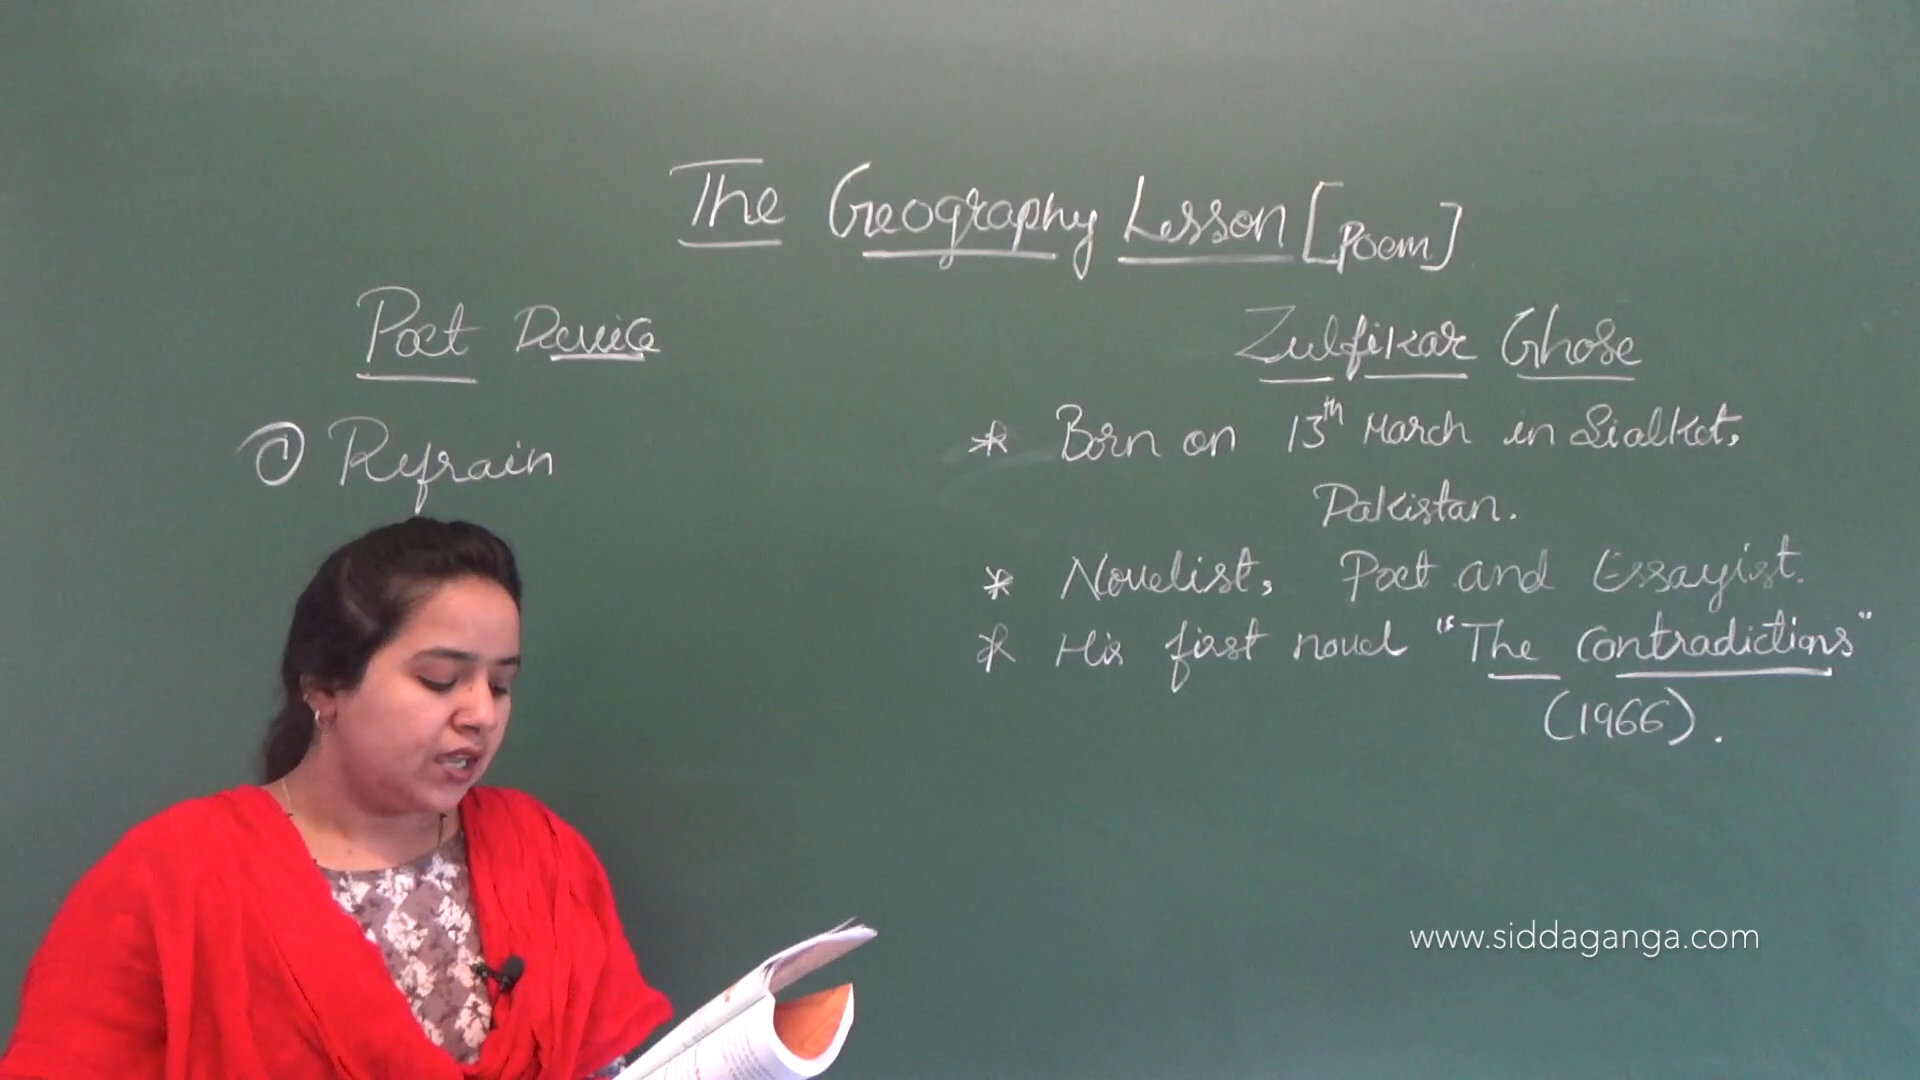 The Geography Lesson [Poem]
Poet Device
① Refrain
Zulfikar Ghose
* Born on 13th March in Sialkot,
Pakistan.
* Novelist, Poet and Essayist.
* His first novel "The Contradictions"
(1966).
www.siddaganga.com